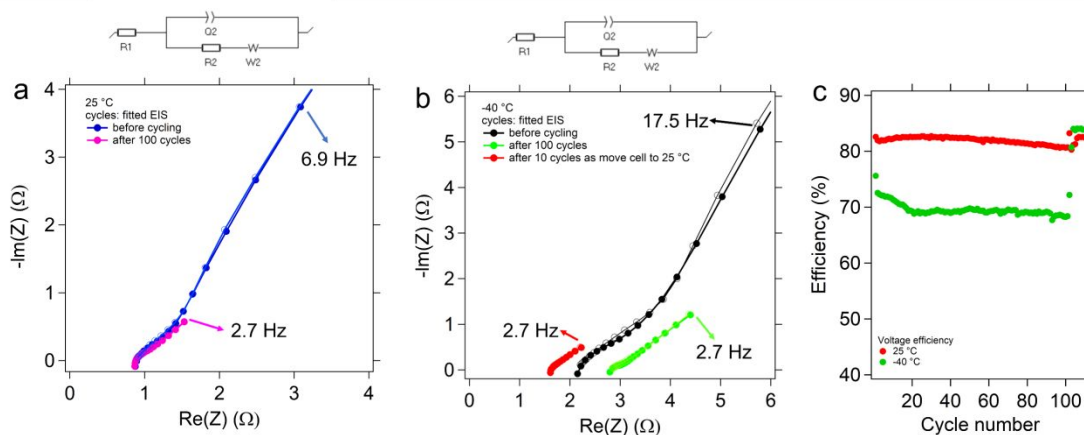 Q2
R1
R2 W2
Q2
R1
R2 W2
a
25 °C
cycles: fitted EIS
before cycling
after 100 cycles
6.9 Hz
2.7 Hz
-Im(Z) (Ω)
4
3
2
1
0
0 1 2 3 4
Re(Z) (Ω)
b
-40 °C
cycles: fitted EIS
before cycling
after 100 cycles
after 10 cycles as move cell to 25 °C
17.5 Hz
2.7 Hz
2.7 Hz
-Im(Z) (Ω)
6
5
4
3
2
1
0
0 1 2 3 4 5 6
Re(Z) (Ω)
c
Efficiency (%)
90
80
70
60
50
40
Voltage efficiency
25 °C
-40 °C
20 40 60 80 100
Cycle number